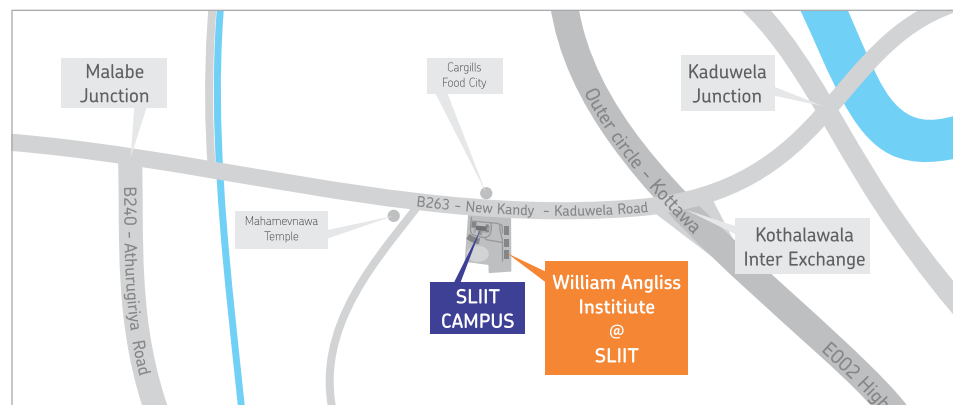 Malabe
Junction
Cargills
Food City
Kaduwela
Junction
Outer circle - Kottawa
B240 - Athurugiriya Road
B263 - New Kandy - Kaduwela Road
Mahamevnawa
Temple
Kothalawala
Inter Exchange
SLIIT
CAMPUS
William Angliss
Institiute
@
SLIIT
E002 High